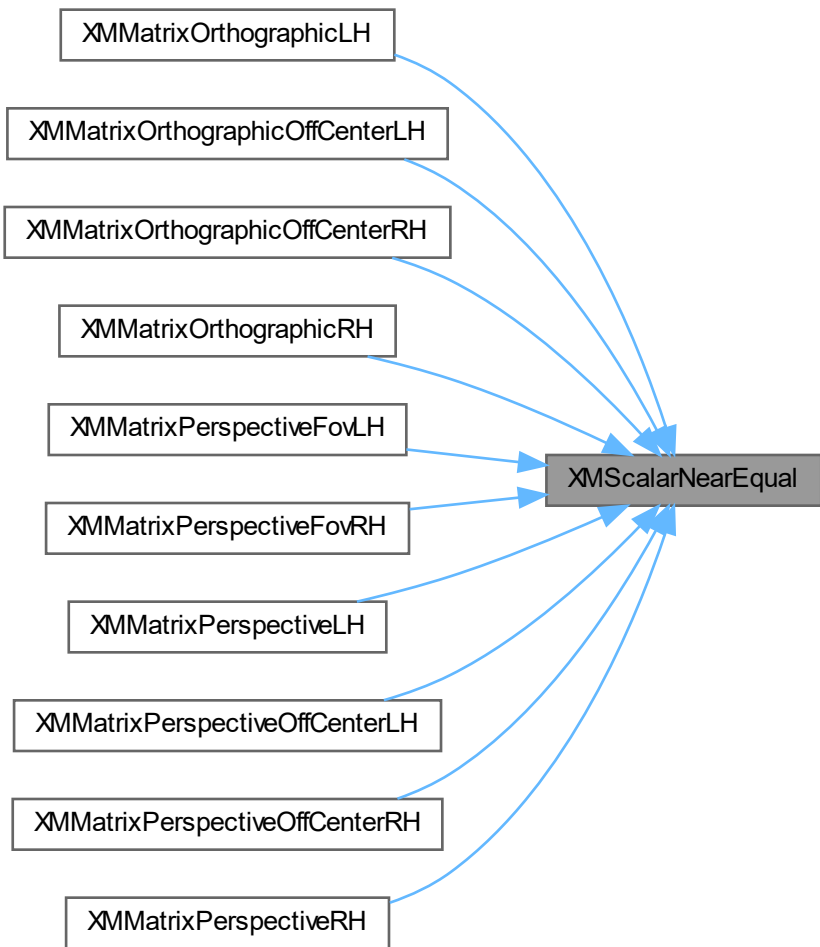 XMMatrixOrthographicLH
XMMatrixOrthographicOffCenterLH
XMMatrixOrthographicOffCenterRH
XMMatrixOrthographicRH
XMMatrixPerspectiveFovLH
XMScalarNearEqual
XMMatrixPerspectiveFovRH
XMMatrixPerspectiveLH
XMMatrixPerspectiveOffCenterLH
XMMatrixPerspectiveOffCenterRH
XMMatrixPerspectiveRH